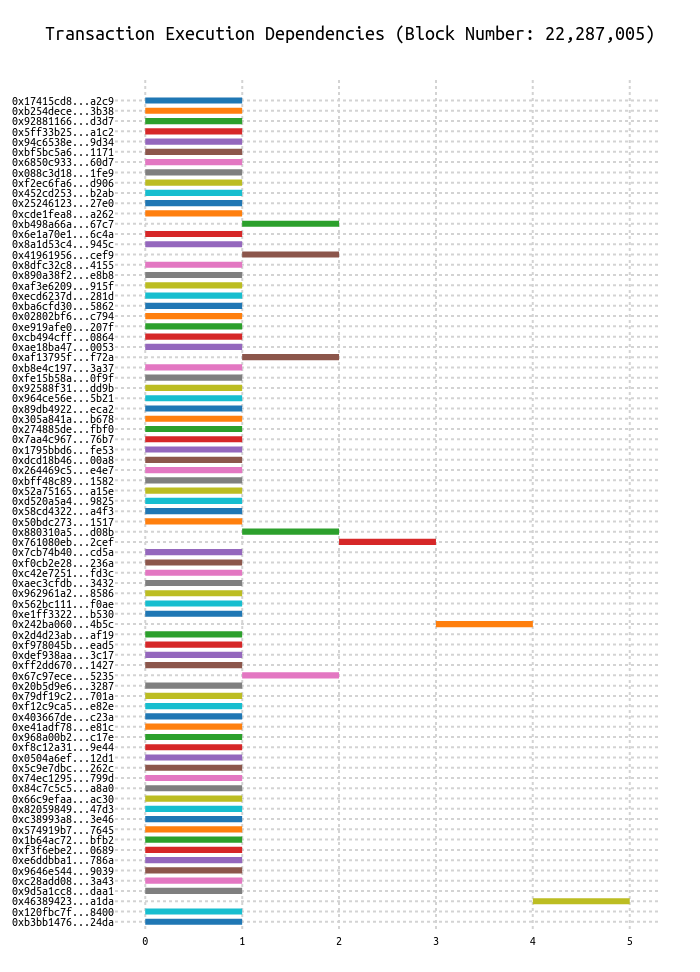 Transaction Execution Dependencies (Block Number: 22,287,005)
0x17415cd8...a2c9
0xb254dece...3b38
0x92881166...d3d7
0x5ff33b25...a1c2
0x94c6538e...9d34
0xbf5bc5a6...1171
0x6850c933...60d7
0x088c3d18...1fe9
0xf2ec6fa6...d906
0x452cd253...b2ab
0x25246123...27e0
0xcde1fea8...a262
0xb498a66a...67c7
0x6e1a70e1...6c4a
0x8a1d53c4...945c
0x41961956...cef9
0x8dfc32c8...4155
0x890a38f2...e8b8
0xaf3e6209...915f
0xecd6237d...281d
0xba6cfd30...5862
0x02802bf6...c794
0xe919afe0...207f
0xcb494cff...0864
0xae18ba47...0053
0xaf13795f...f72a
0xb8e4c197...3a37
0xfe15b58a...0f9f
0x92588f31...dd9b
0x964ce56e...5b21
0x89db4922...eca2
0x305a841a...b678
0x274885de...fbf0
0x7aa4c967...76b7
0x1795bbd6...fe53
0xdcd18b46...00a8
0x264469c5...e4e7
0xbff48c89...1582
0x52a75165...a15e
0xd520a5a4...9825
0x58cd4322...a4f3
0x50bdc273...1517
0x880310a5...d08b
0x761080eb...2cef
0x7cb74b40...cd5a
0xf0cb2e28...236a
0xc42e7251...fd3c
0xaec3cfdb...3432
0x962961a2...8586
0x562bc111...f0ae
0xe1ff3322...b530
0x242ba060...4b5c
0x2d4d23ab...af19
0xf978045b...ead5
0xdef938aa...3c17
0xff2dd670...1427
0x67c97ece...5235
0x20b5d9e6...3287
0x79df19c2...701a
0xf12c9ca5...e82e
0x403667de...c23a
0xe41adf78...e81c
0x968a00b2...c17e
0xf8c12a31...9e44
0x0504a6ef...12d1
0x5c9e7dbc...262c
0x74ec1295...799d
0x84c7c5c5...a8a0
0x66c9efaa...ac30
0x82059849...47d3
0xc38993a8...3e46
0x574919b7...7645
0x1b64ac72...bfb2
0xf3f6ebe2...0689
0xe6ddbba1...786a
0x9646e544...9039
0xc28add08...3a43
0x9d5a1cc8...daa1
0x46389423...a1da
0x120fbc7f...8400
0xb3bb1476...24da
0 1 2 3 4 5